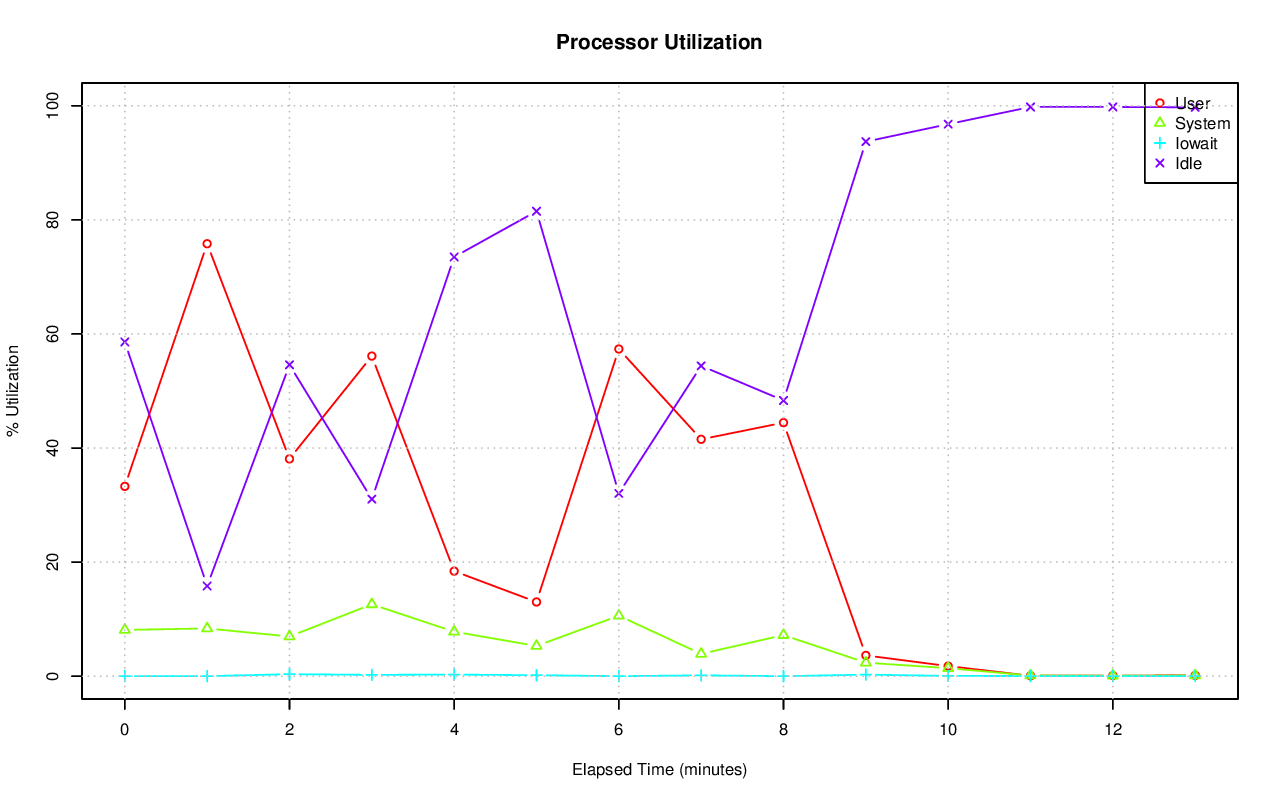 Processor Utilization
% Utilization
100
80
60
40
20
0
User
System
Iowait
Idle
0 2 4 6 8 10 12
Elapsed Time (minutes)